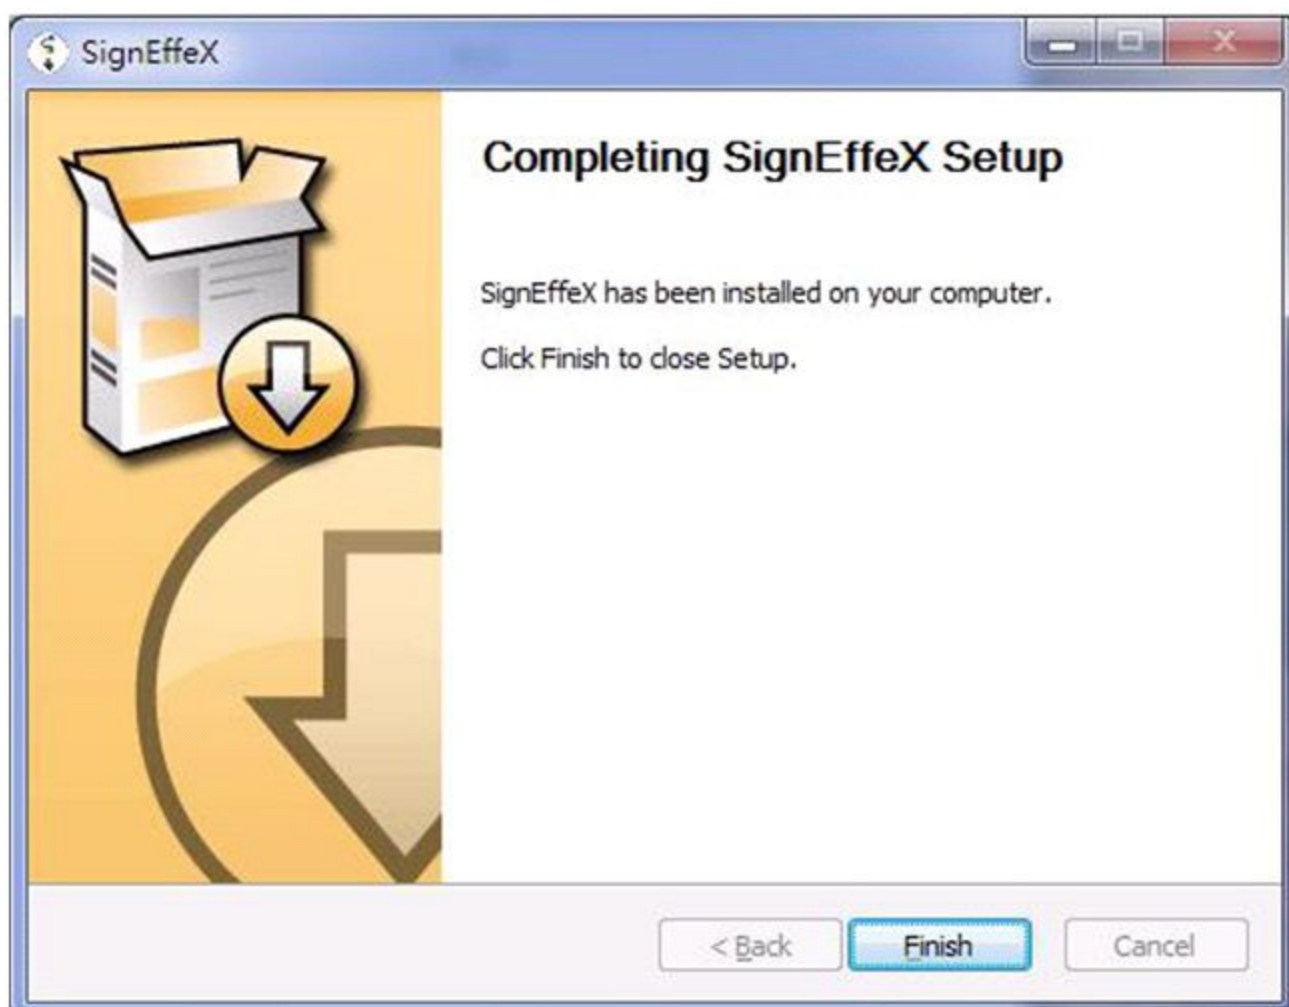 SignEffeX
Completing SignEffeX Setup
SignEffeX has been installed on your computer.
Click Finish to close Setup.
< Back
Finish
Cancel